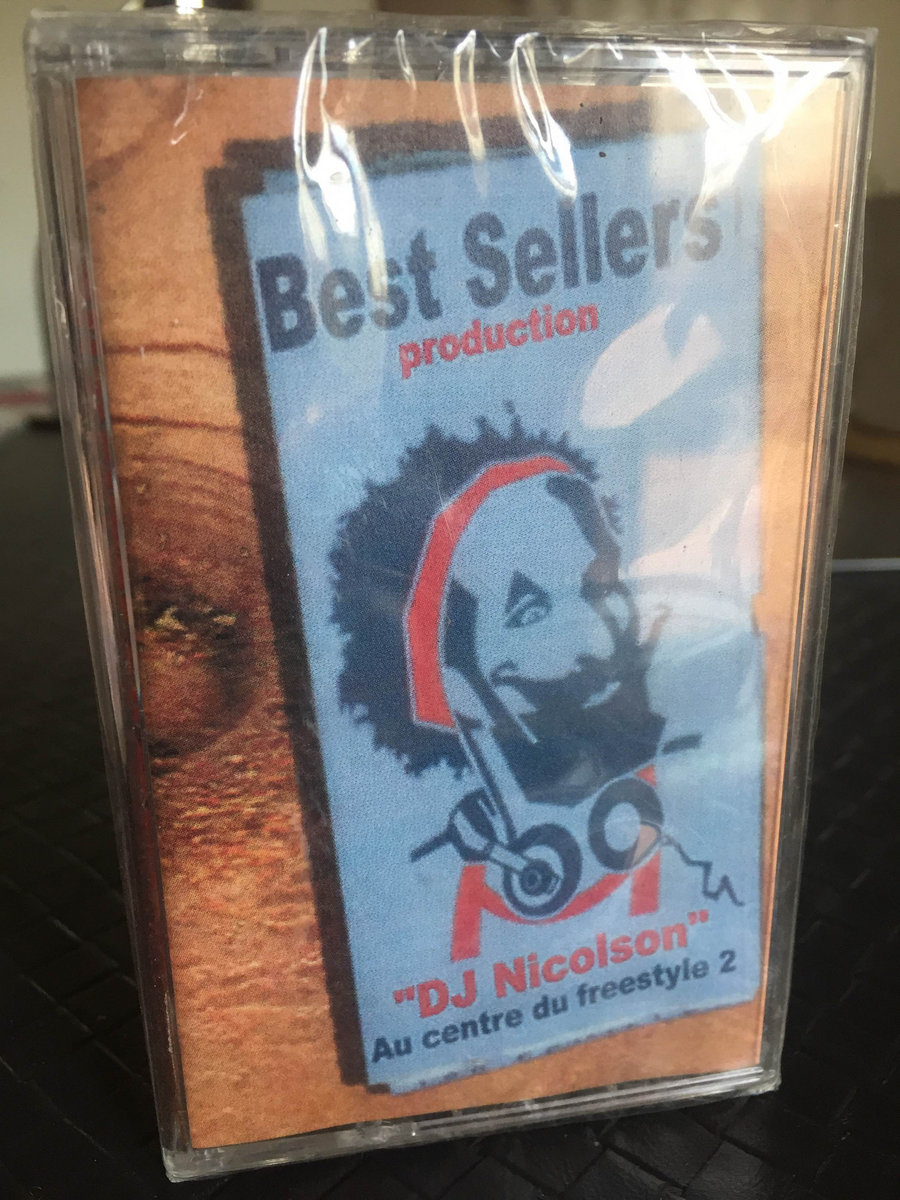 Best Sellers
production
"DJ Nicolson"
Au centre du freestyle 2